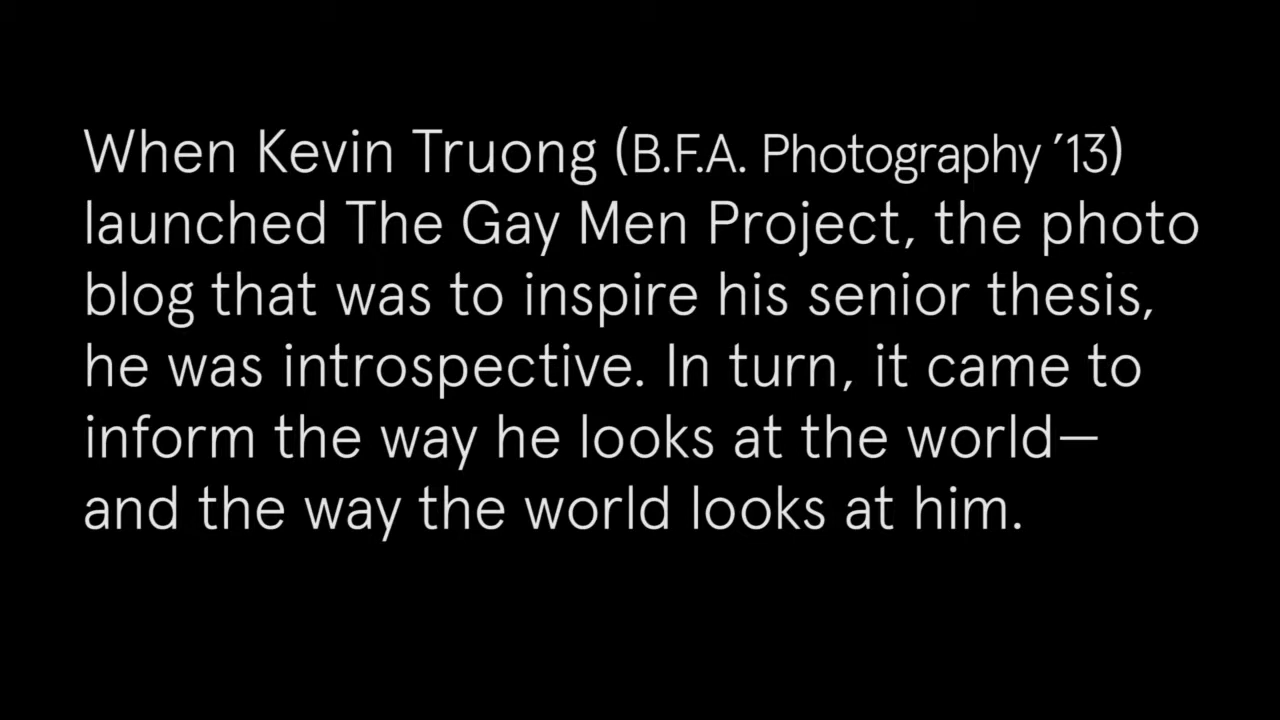 When Kevin Truong (B.F.A. Photography ’13)
launched The Gay Men Project, the photo
blog that was to inspire his senior thesis,
he was introspective. In turn, it came to
inform the way he looks at the world—
and the way the world looks at him.